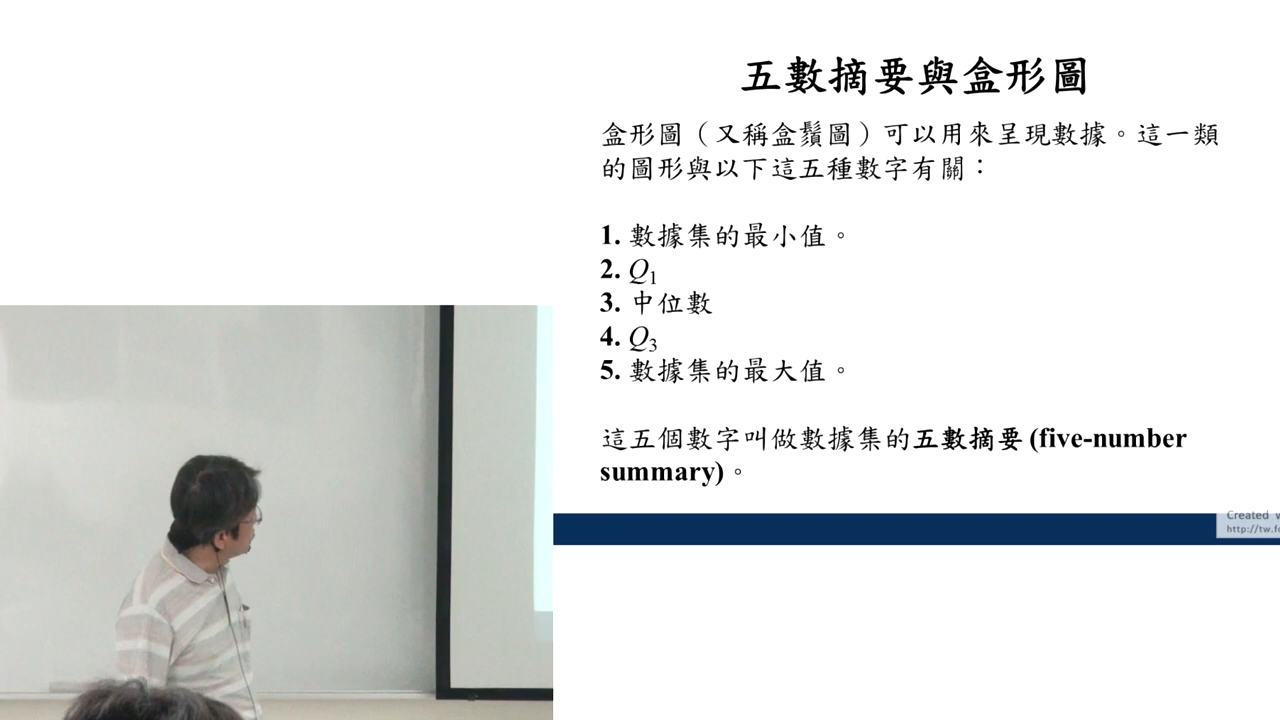 五數摘要與盒形圖
盒形圖（又稱盒鬚圖）可以用來呈現數據。這一類
的圖形與以下這五種數字有關：
1. 數據集的最小值。
2. Q₁
3. 中位數
4. Q₃
5. 數據集的最大值。
這五個數字叫做數據集的五數摘要 (five-number
summary)。
Created
http://tw.fo